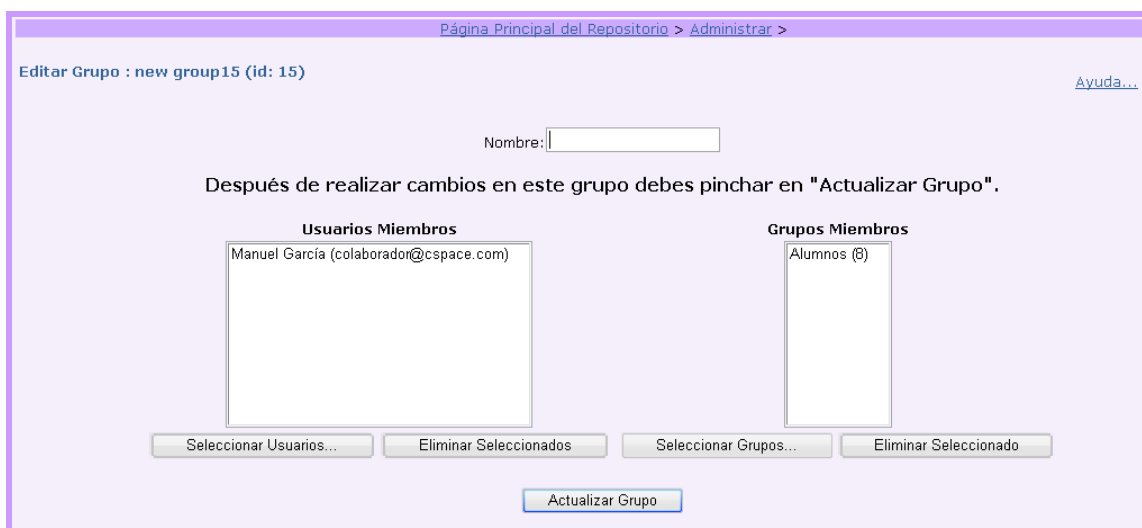 Página Principal del Repositorio > Administrar >
Editar Grupo : new group15 (id: 15)
Ayuda...
Nombre:
Después de realizar cambios en este grupo debes pinchar en "Actualizar Grupo".
Usuarios Miembros
Grupos Miembros
Manuel García (colaborador@cspace.com)
Alumnos (8)
Seleccionar Usuarios...
Eliminar Seleccionados
Seleccionar Grupos...
Eliminar Seleccionado
Actualizar Grupo